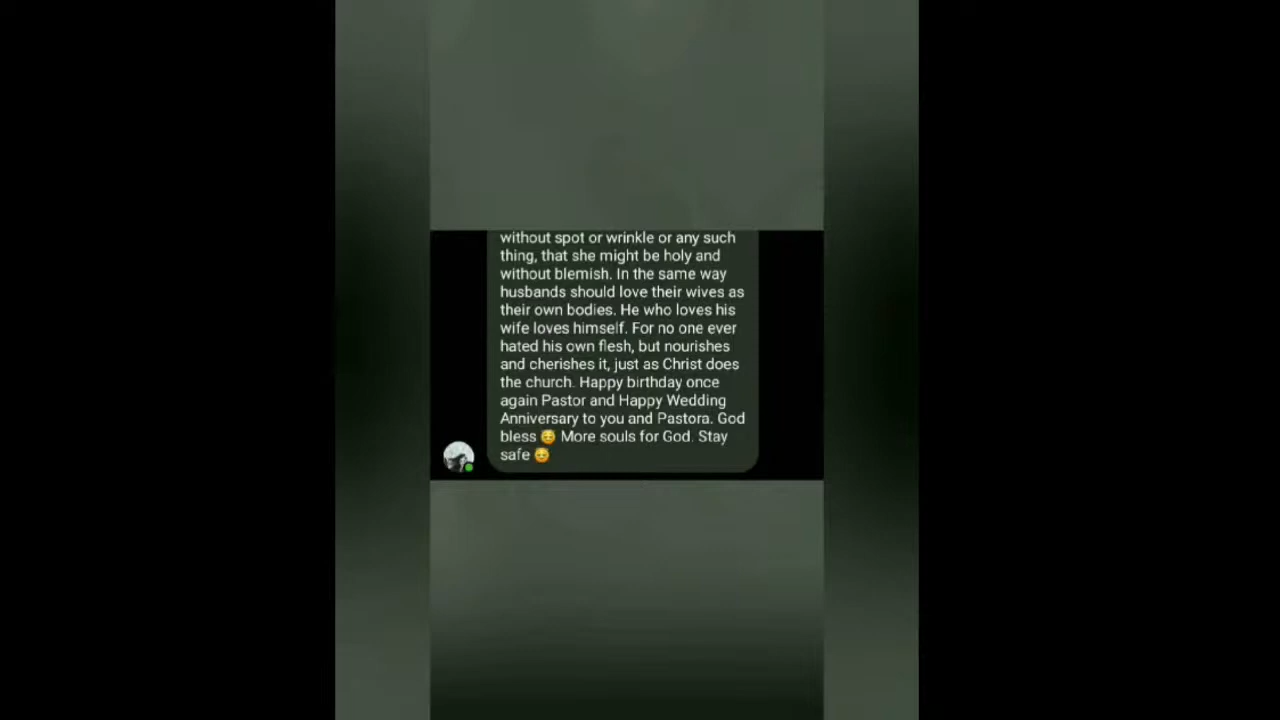 without spot or wrinkle or any such
thing, that she might be holy and
without blemish. In the same way
husbands should love their wives as
their own bodies. He who loves his
wife loves himself. For no one ever
hated his own flesh, but nourishes
and cherishes it, just as Christ does
the church. Happy birthday once
again Pastor and Happy Wedding
Anniversary to you and Pastora. God
bless 😇 More souls for God. Stay
safe 😇